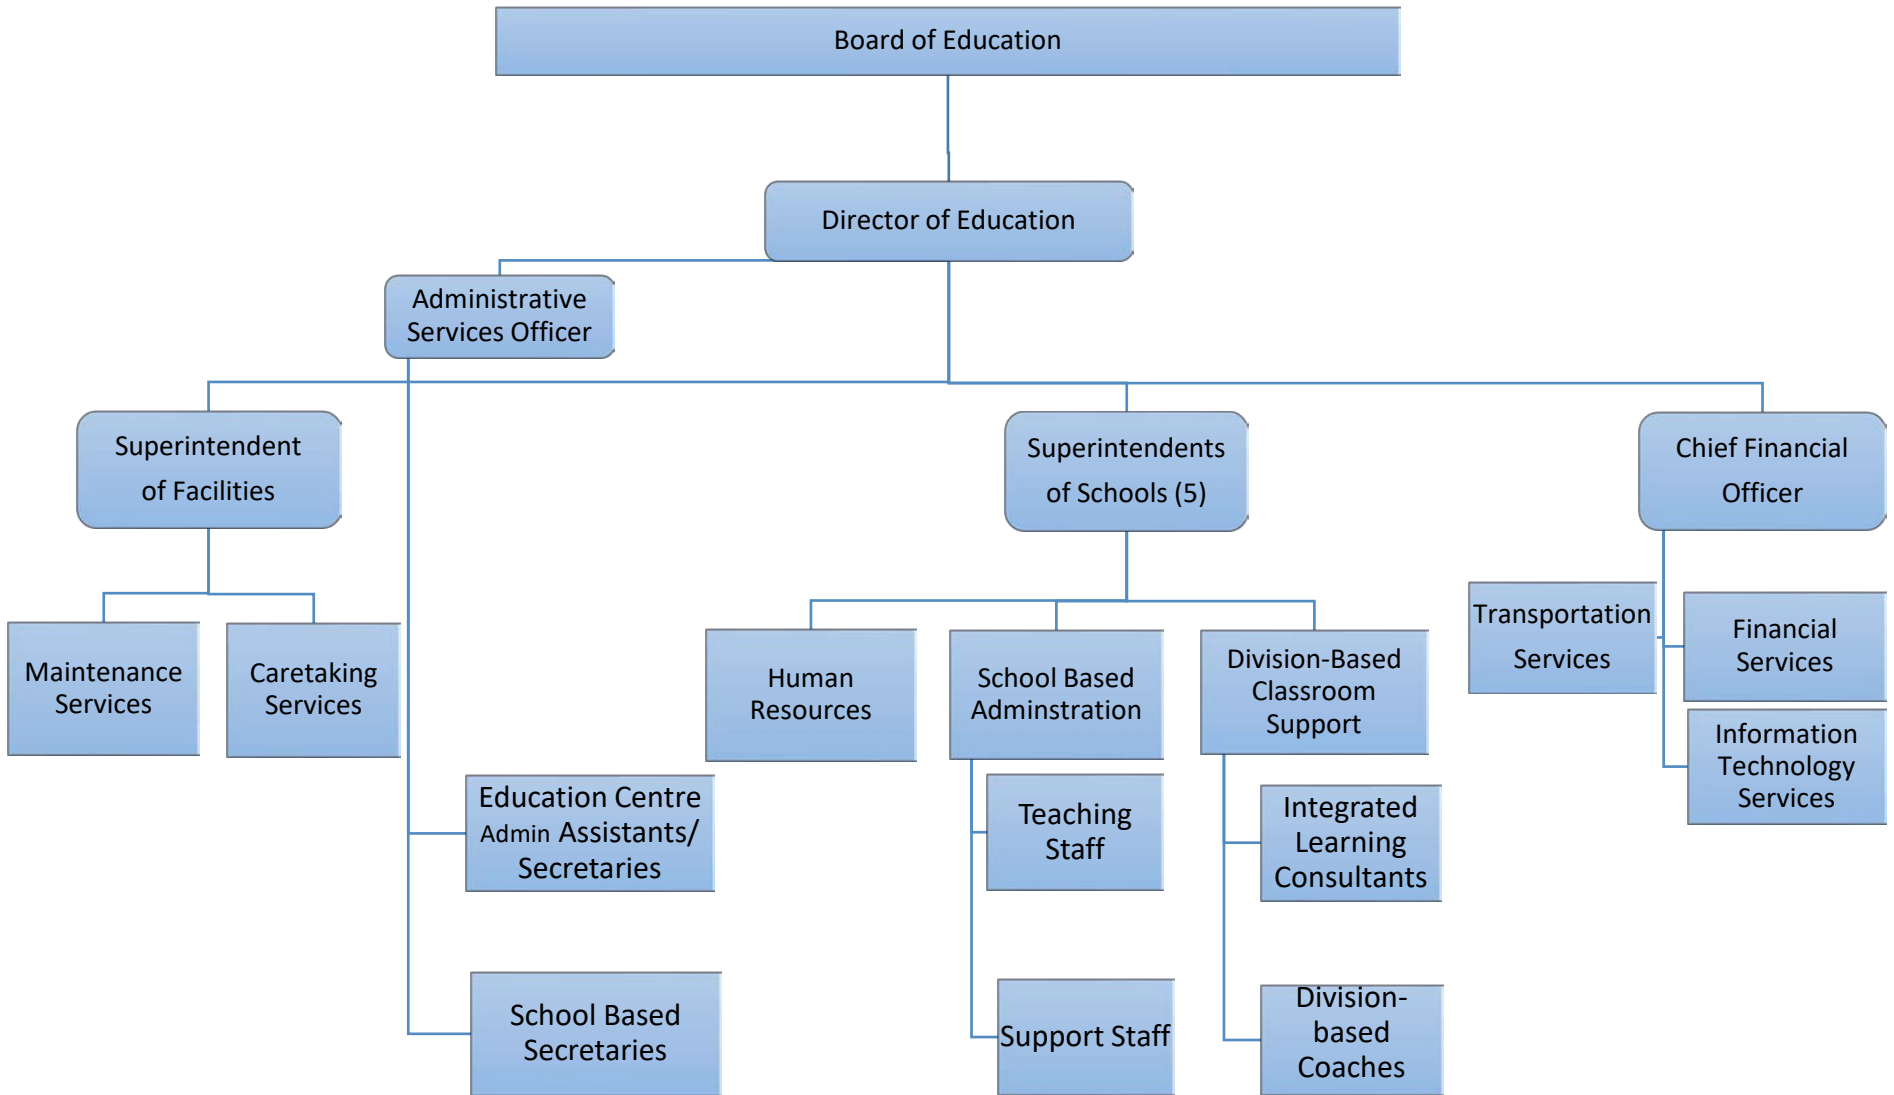 Board of Education
Director of Education
Administrative
Services Officer
Superintendent
of Facilities
Superintendents
of Schools (5)
Chief Financial
Officer
Maintenance
Services
Caretaking
Services
Human
Resources
School Based
Adminstration
Division-Based
Classroom
Support
Transportation
Services
Financial
Services
Information
Technology
Services
Education Centre
Admin Assistants/
Secretaries
Teaching
Staff
Integrated
Learning
Consultants
School Based
Secretaries
Support Staff
Division-
based
Coaches